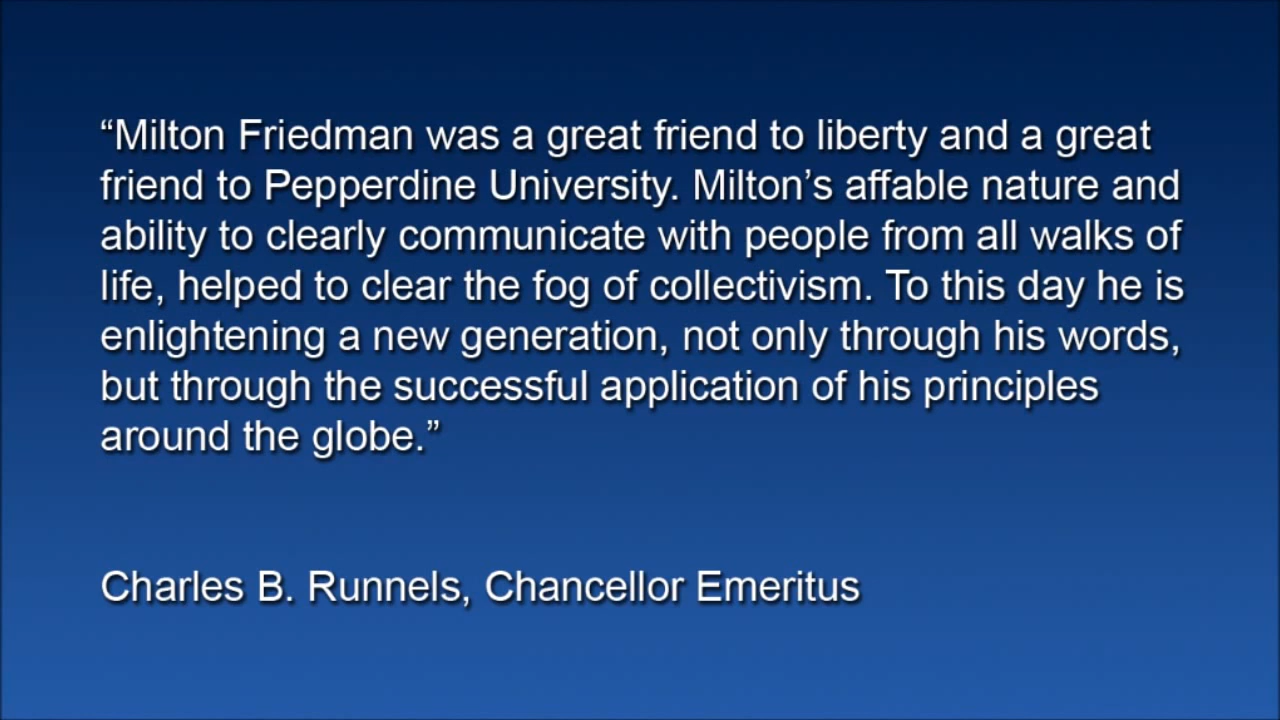 “Milton Friedman was a great friend to liberty and a great
friend to Pepperdine University. Milton’s affable nature and
ability to clearly communicate with people from all walks of
life, helped to clear the fog of collectivism. To this day he is
enlightening a new generation, not only through his words,
but through the successful application of his principles
around the globe.”
Charles B. Runnels, Chancellor Emeritus